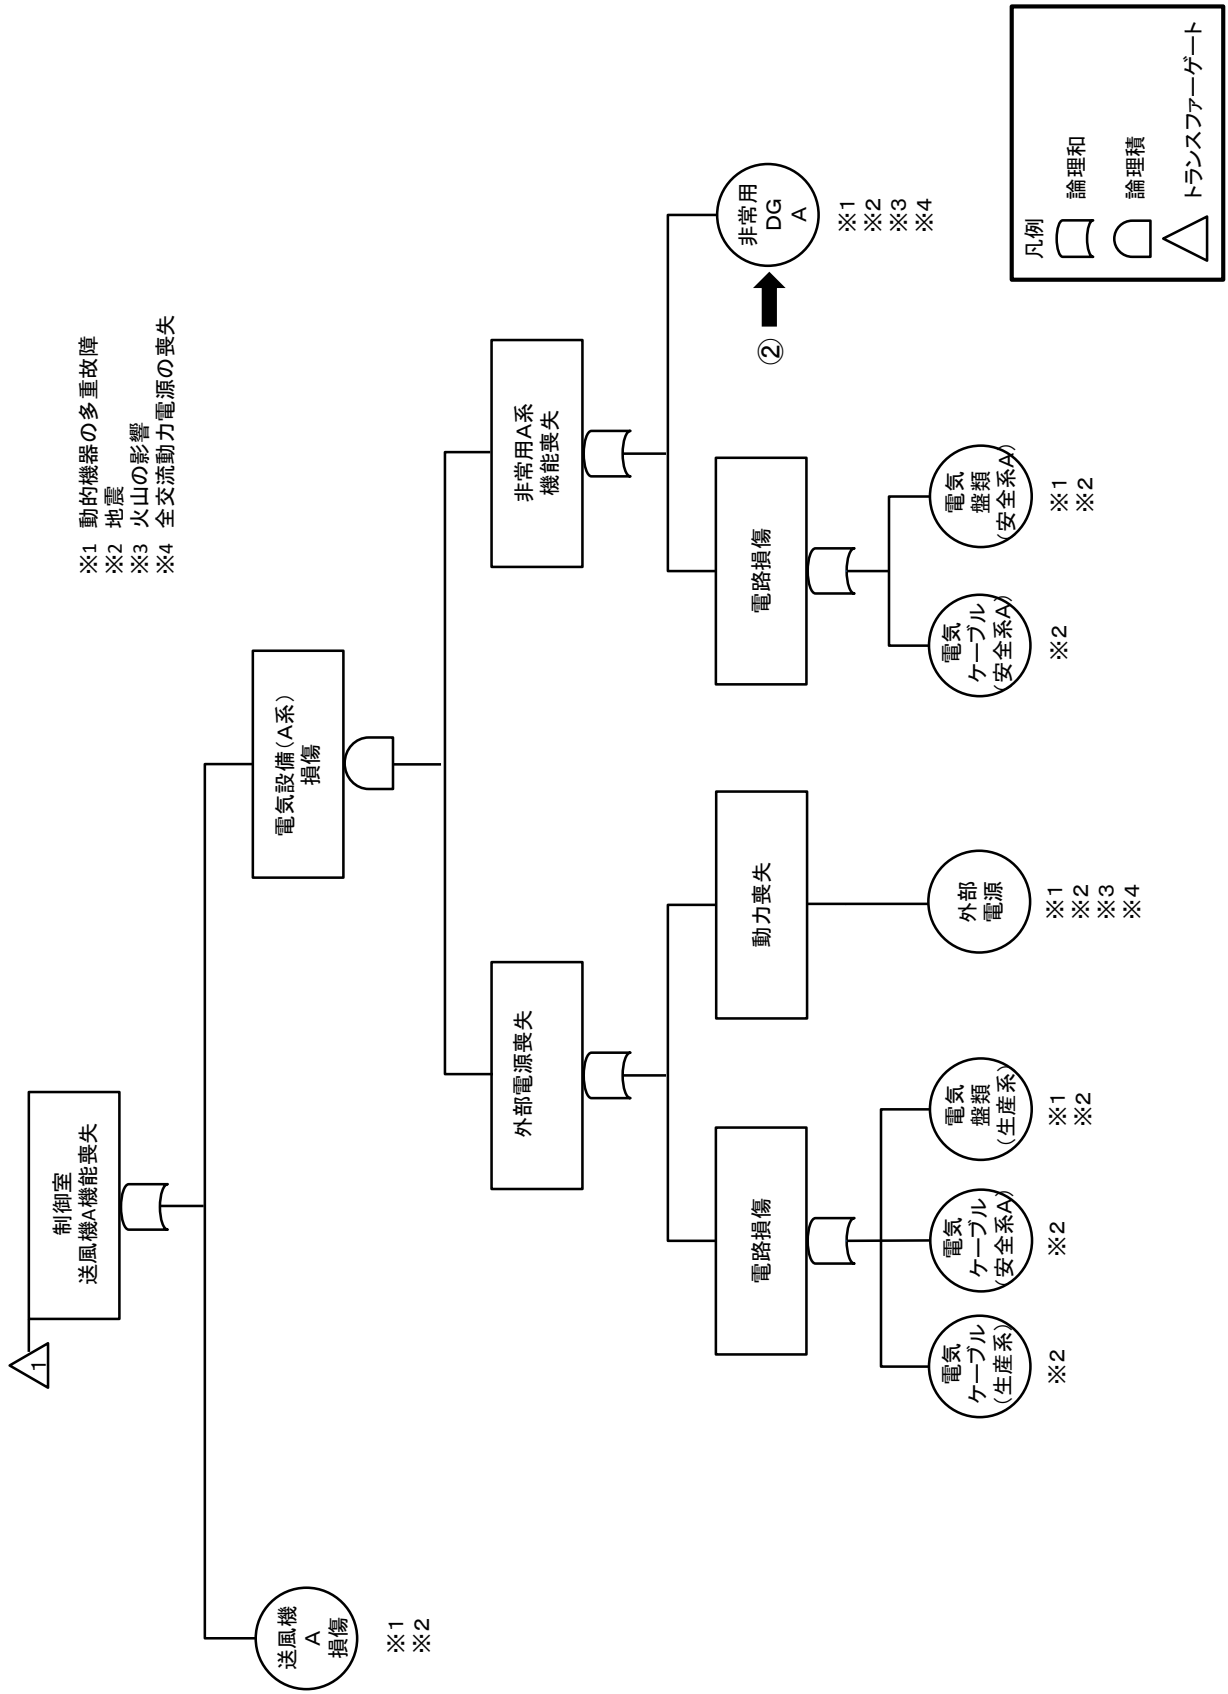 1
制御室
送風機A機能喪失
※1 動的機器の多重故障
※2 地震
※3 火山の影響
※4 全交流動力電源の喪失
送風機
A
損傷
※1
※2
電気設備(A系)
損傷
外部電源喪失
非常用A系
機能喪失
電路損傷
動力喪失
電路損傷
非常用
DG
A
②
※1
※2
※3
※4
電気
ケーブル
(生産系)
※2
電気
ケーブル
(安全系A)
※2
電気
盤類
(生産系)
※1
※2
外部
電源
※1
※2
※3
※4
電気
ケーブル
(安全系A)
※2
電気
盤類
(安全系A)
※1
※2
凡例
論理和
論理積
トランスファーゲート